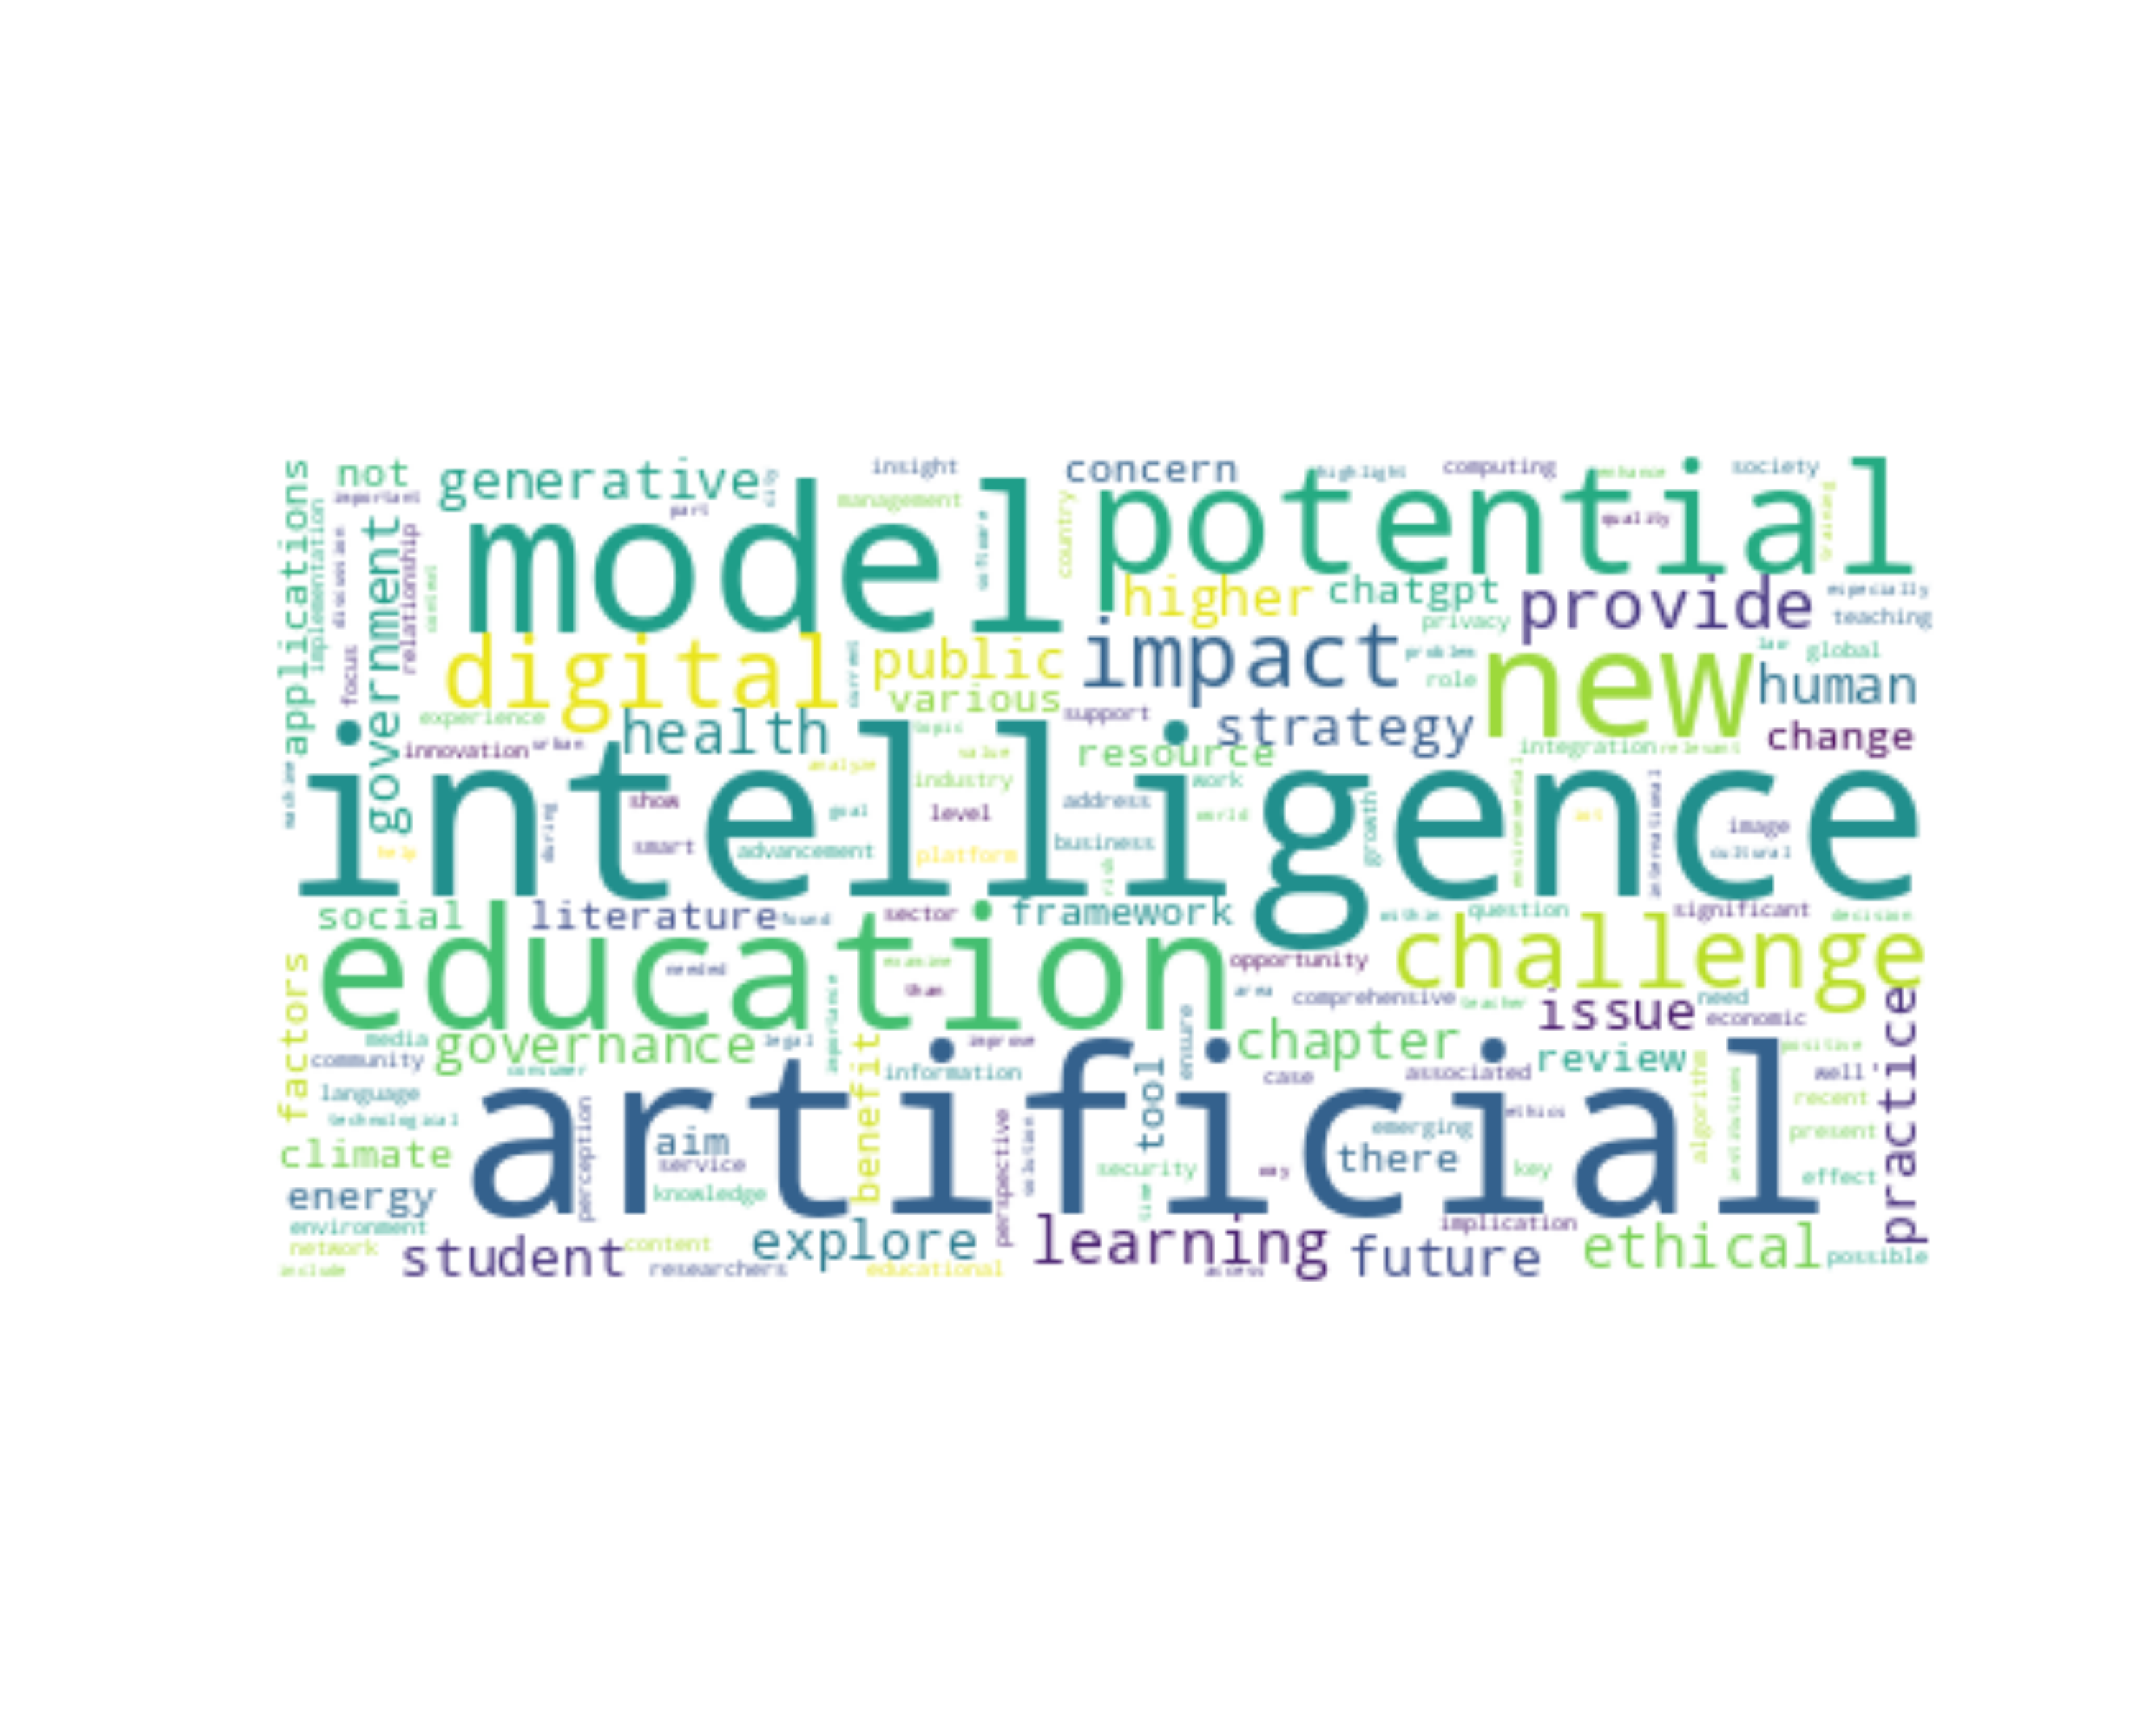 applications
not
generative
city
insight
concern
highlight
computing
enhance
society
important
part
management
potential
implementation
discussion
government
relationship
context
model
software
country
quality
training
higher
chatgpt
provide
especially
privacy
teaching
focus
digital
current
public
impact
problem
new
law
global
various
role
human
experience
health
topic
support
strategy
innovation
urban
value
resource
integration
relevant
change
analyze
machine
intelligence
industry
work
show
goal
level
address
world
growth
environmental
international
image
during
help
smart
advancement
platform
business
risk
cultural
social
literature
found
sector
framework
within
question
significant
decision
education
challenge
factors
needed
examine
opportunity
than
importance
area
comprehensive
teacher
issue
need
economic
practice
media
governance
legal
improve
ensure
chapter
review
positive
community
consumer
benefit
information
tool
case
associated
algorithm
well
language
artificial
recent
technological
perception
aim
perspective
solution
ethics
emerging
institutions
present
climate
service
security
may
there
key
effect
energy
knowledge
time
environment
implication
network
student
content
explore
learning
future
ethical
possible
include
researchers
educational
access